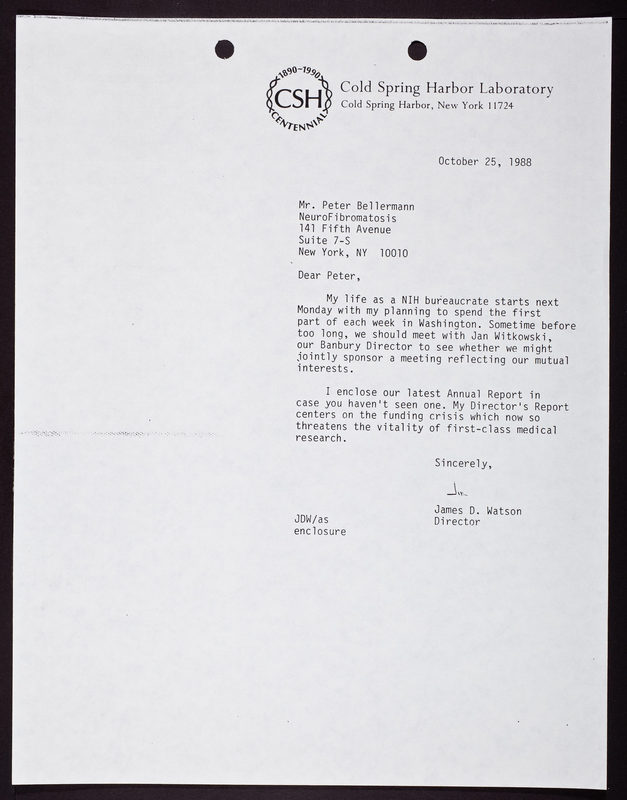 1890-1990
CSH
CENTENNIAL
Cold Spring Harbor Laboratory
Cold Spring Harbor, New York 11724
October 25, 1988
Mr. Peter Bellermann
NeuroFibromatosis
141 Fifth Avenue
Suite 7-S
New York, NY 10010
Dear Peter,
My life as a NIH bureaucrate starts next
Monday with my planning to spend the first
part of each week in Washington. Sometime before
too long, we should meet with Jan Witkowski,
our Banbury Director to see whether we might
jointly sponsor a meeting reflecting our mutual
interests.
I enclose our latest Annual Report in
case you haven't seen one. My Director's Report
centers on the funding crisis which now so
threatens the vitality of first-class medical
research.
Sincerely,
Jim
James D. Watson
Director
JDW/as
enclosure